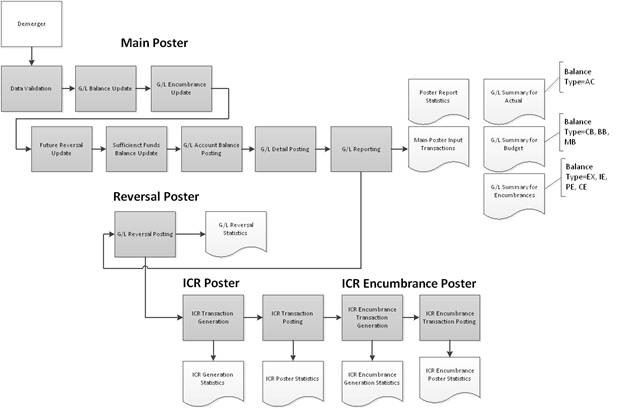 Demerger
Main Poster
Data Validation
G/L Balance Update
G/L Encumbrance
Update
Future Reversal
Update
Sufficienct Funds
Balance Update
G/L Account Balance
Posting
G/L Detail Posting
G/L Reporting
Poster Report
Statistics
Main Poster Input
Transactions
G/L Summary for
Actual
G/L Summary for
Budget
G/L Summary for
Encumbrances
Balance
Type=AC
Balance
Type=CB, BB,
MB
Balance
Type=EX, IE,
PE, CE
Reversal Poster
G/L Reversal Posting
G/L Reversal
Statistics
ICR Poster
ICR Encumbrance Poster
ICR Transaction
Generation
ICR Transaction
Posting
ICR Encumbrance
Transaction
Generation
ICR Encumbrance
Transaction Posting
ICR Generation
Statistics
ICR Poster Statistics
ICR Encumbrance
Generation Statistics
ICR Encumbrance
Poster Statistics